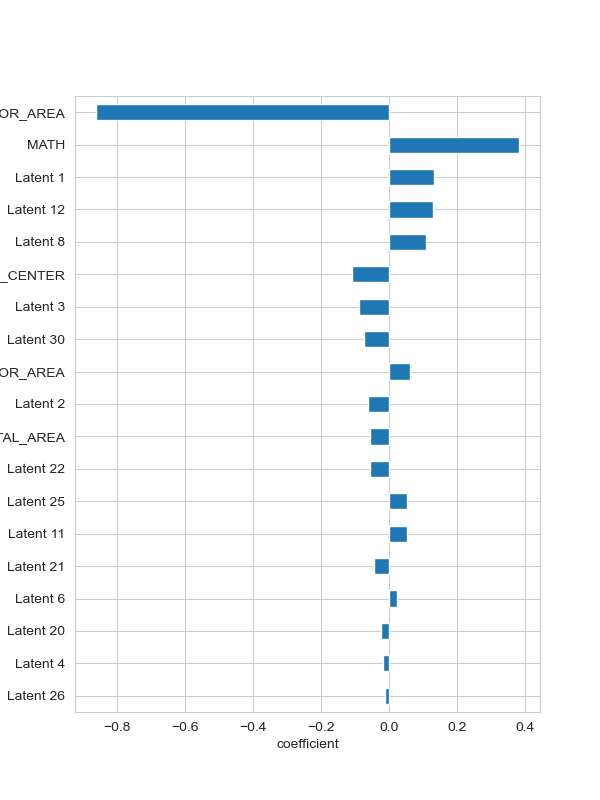 OR_AREA
MATH
Latent 1
Latent 12
Latent 8
_CENTER
Latent 3
Latent 30
OR_AREA
Latent 2
TAL_AREA
Latent 22
Latent 25
Latent 11
Latent 21
Latent 6
Latent 20
Latent 4
Latent 26
−0.8 −0.6 −0.4 −0.2 0.0 0.2 0.4
coefficient